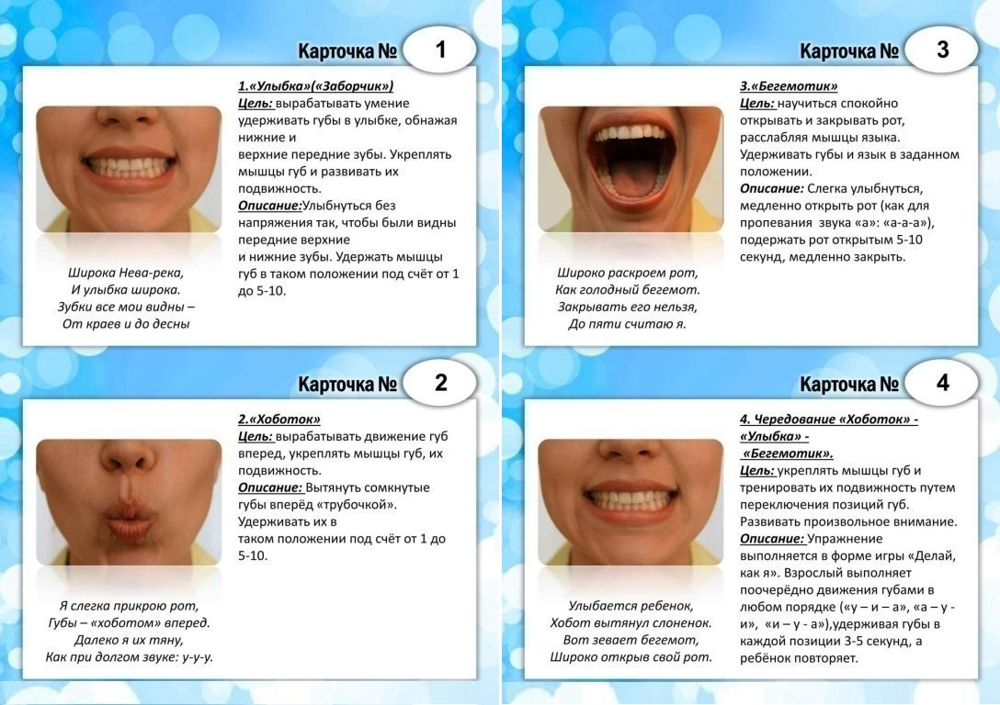 Карточка № 1
1.«Улыбка»(«Заборчик»)
Цель: вырабатывать умение
удерживать губы в улыбке, обнажая
нижние и
верхние передние зубы. Укреплять
мышцы губ и развивать их
подвижность.
Описание:Улыбнуться без
напряжения так, чтобы были видны
передние верхние
и нижние зубы. Удержать мышцы
губ в таком положении под счёт от 1
до 5-10.
Широка Нева-река,
И улыбка широка.
Зубки все мои видны –
От краев и до десны
Карточка № 2
2.«Хоботок»
Цель: вырабатывать движение губ
вперед, укреплять мышцы губ, их
подвижность.
Описание: Вытянуть сомкнутые
губы вперёд «трубочкой».
Удерживать их в
таком положении под счёт от 1 до
5-10.
Я слегка прикрою рот,
Губы – «хоботом» вперед.
Далеко я их тяну,
Как при долгом звуке: у-у-у.
Карточка № 3
3.«Бегемотик»
Цель: научиться спокойно
открывать и закрывать рот,
расслабляя мышцы языка.
Удерживать губы и язык в заданном
положении.
Описание: Слегка улыбнуться,
медленно открыть рот (как для
пропевания звука «а»: «а-а-а»),
подержать рот открытым 5-10
секунд, медленно закрыть.
Широко раскроем рот,
Как голодный бегемот.
Закрывать его нельзя,
До пяти считаю я.
Карточка № 4
4. Чередование «Хоботок» -
«Улыбка» -
«Бегемотик».
Цель: укреплять мышцы губ и
тренировать их подвижность путем
переключения позиций губ.
Развивать произвольное внимание.
Описание: Упражнение
выполняется в форме игры «Делай,
как я». Взрослый выполняет
поочерёдно движения губами в
любом порядке («у – и – а», «а – у -
и», «и – у - а»),удерживая губы в
каждой позиции 3-5 секунд, а
ребёнок повторяет.
Улыбается ребенок,
Хобот вытянул слоненок.
Вот зевает бегемот,
Широко открыв свой рот.